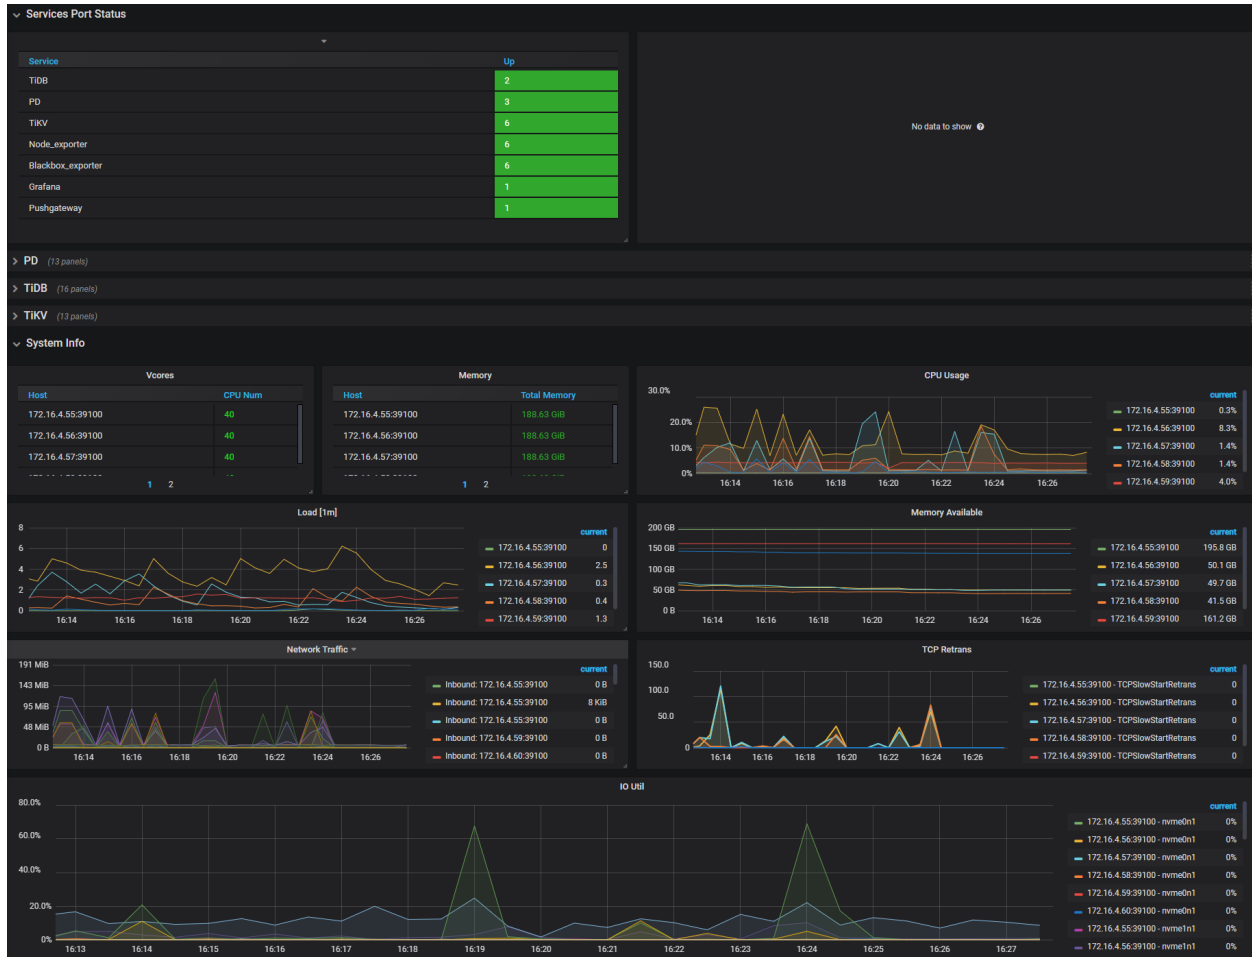 Services Port Status
Service Up
TiDB 2
PD 3
TiKV 6
Node_exporter 6
Blackbox_exporter 6
Grafana 1
Pushgateway 1
No data to show
PD (13 panels)
TiDB (16 panels)
TiKV (13 panels)
System Info
Vcores
Host CPU Num
172.16.4.55:39100 40
172.16.4.56:39100 40
172.16.4.57:39100 40
1 2
Memory
Host Total Memory
172.16.4.55:39100 188.63 GiB
172.16.4.56:39100 188.63 GiB
172.16.4.57:39100 188.63 GiB
1 2
CPU Usage
30.0%
20.0%
10.0%
0%
16:14 16:16 16:18 16:20 16:22 16:24 16:26
current
172.16.4.55:39100 0.3%
172.16.4.56:39100 8.3%
172.16.4.57:39100 1.4%
172.16.4.58:39100 1.4%
172.16.4.59:39100 4.0%
Load [1m]
8
6
4
2
0
16:14 16:16 16:18 16:20 16:22 16:24 16:26
current
172.16.4.55:39100 0
172.16.4.56:39100 2.5
172.16.4.57:39100 0.3
172.16.4.58:39100 0.4
172.16.4.59:39100 1.3
Memory Available
200 GB
150 GB
100 GB
50 GB
0 B
16:14 16:16 16:18 16:20 16:22 16:24 16:26
current
172.16.4.55:39100 195.8 GB
172.16.4.56:39100 50.1 GB
172.16.4.57:39100 49.7 GB
172.16.4.58:39100 41.5 GB
172.16.4.59:39100 161.2 GB
Network Traffic
191 MiB
143 MiB
95 MiB
48 MiB
0 B
16:14 16:16 16:18 16:20 16:22 16:24 16:26
current
Inbound: 172.16.4.55:39100 0 B
Inbound: 172.16.4.55:39100 8 KiB
Inbound: 172.16.4.55:39100 0 B
Inbound: 172.16.4.59:39100 0 B
Inbound: 172.16.4.60:39100 0 B
TCP Retrans
150.0
100.0
50.0
0
16:14 16:16 16:18 16:20 16:22 16:24 16:26
current
172.16.4.55:39100 - TCPSlowStartRetrans 0
172.16.4.56:39100 - TCPSlowStartRetrans 0
172.16.4.57:39100 - TCPSlowStartRetrans 0
172.16.4.58:39100 - TCPSlowStartRetrans 0
172.16.4.59:39100 - TCPSlowStartRetrans 0
IO Util
80.0%
60.0%
40.0%
20.0%
0%
16:13 16:14 16:15 16:16 16:17 16:18 16:19 16:20 16:21 16:22 16:23 16:24 16:25 16:26 16:27
current
172.16.4.55:39100 - nvme0n1 0%
172.16.4.56:39100 - nvme0n1 0%
172.16.4.57:39100 - nvme0n1 0%
172.16.4.58:39100 - nvme0n1 0%
172.16.4.59:39100 - nvme0n1 0%
172.16.4.60:39100 - nvme0n1 0%
172.16.4.55:39100 - nvme1n1 0%
172.16.4.56:39100 - nvme1n1 0%